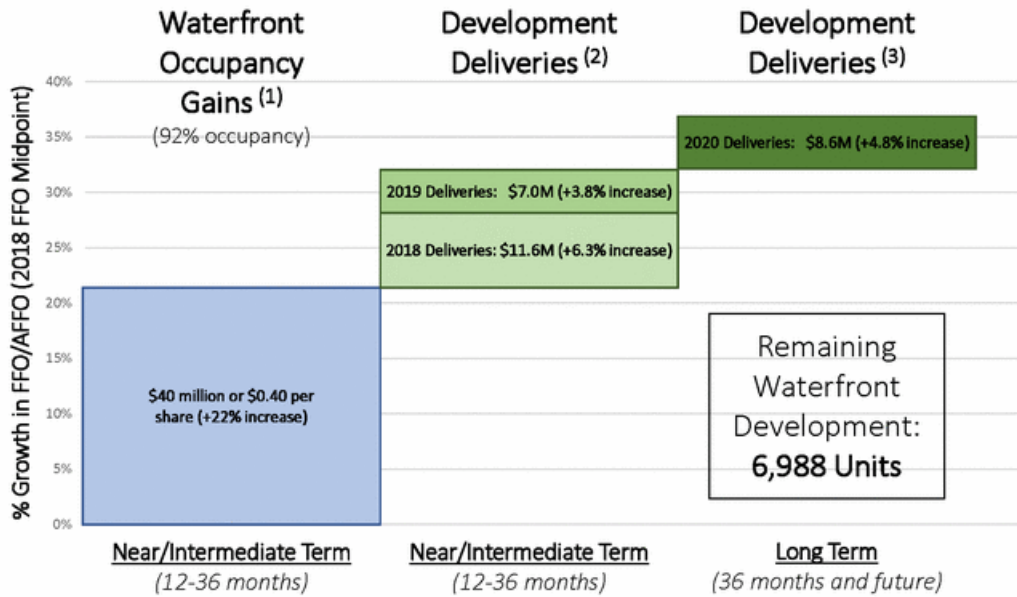 Waterfront
Occupancy
Gains (1)
(92% occupancy)
Development
Deliveries (2)
Development
Deliveries (3)
% Growth in FFO/AFFO (2018 FFO Midpoint)
40%
35%
30%
25%
20%
15%
10%
5%
0%
2020 Deliveries: $8.6M (+4.8% increase)
2019 Deliveries: $7.0M (+3.8% increase)
2018 Deliveries: $11.6M (+6.3% increase)
$40 million or $0.40 per
share (+22% increase)
Remaining
Waterfront
Development:
6,988 Units
Near/Intermediate Term
(12-36 months)
Near/Intermediate Term
(12-36 months)
Long Term
(36 months and future)